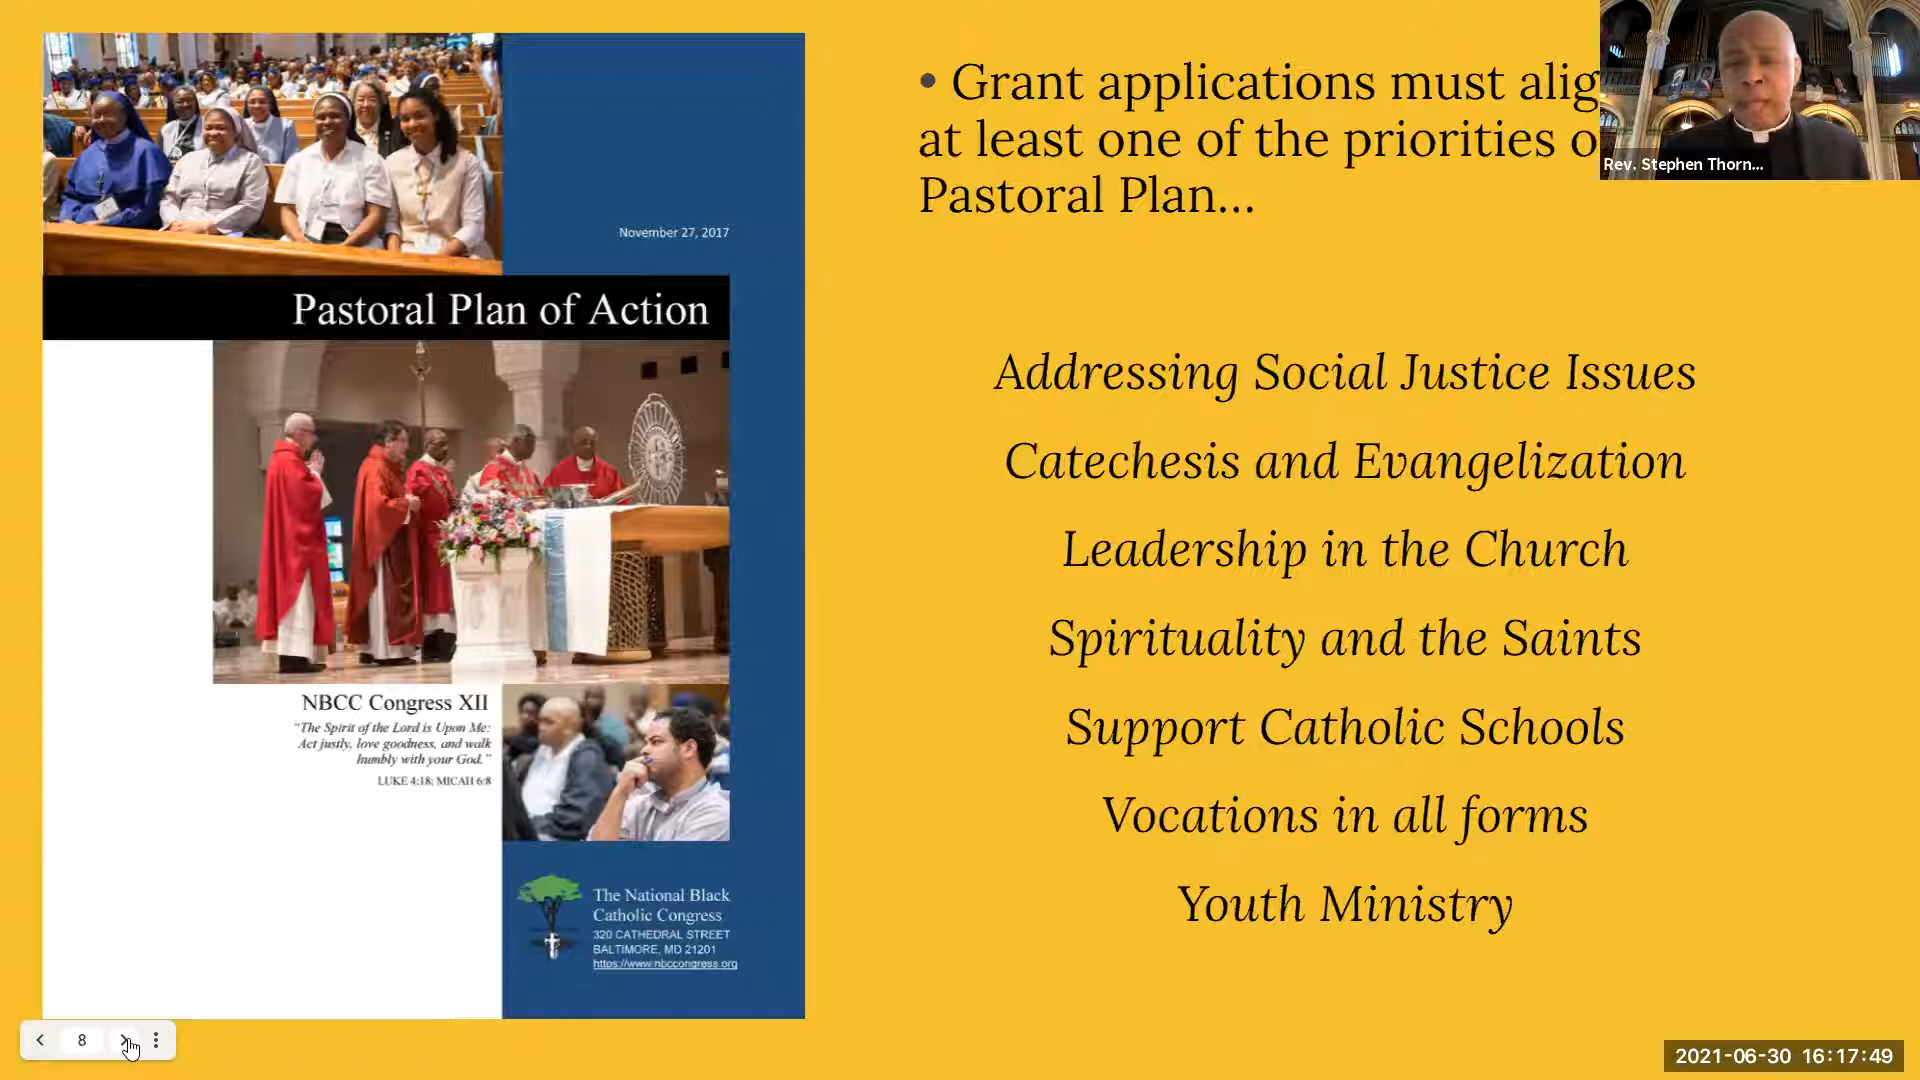 • Grant applications must alig
at least one of the priorities o
Pastoral Plan...
Rev. Stephen Thorn...
November 27, 2017
Pastoral Plan of Action
NBCC Congress XII
"The Spirit of the Lord is Upon Me:
Act justly, love goodness, and walk
humbly with your God."
LUKE 4:18; MICAH 6:8
The National Black
Catholic Congress
320 CATHEDRAL STREET
BALTIMORE, MD 21201
https://www.nbccongress.org
Addressing Social Justice Issues
Catechesis and Evangelization
Leadership in the Church
Spirituality and the Saints
Support Catholic Schools
Vocations in all forms
Youth Ministry
8
2021-06-30 16:17:49